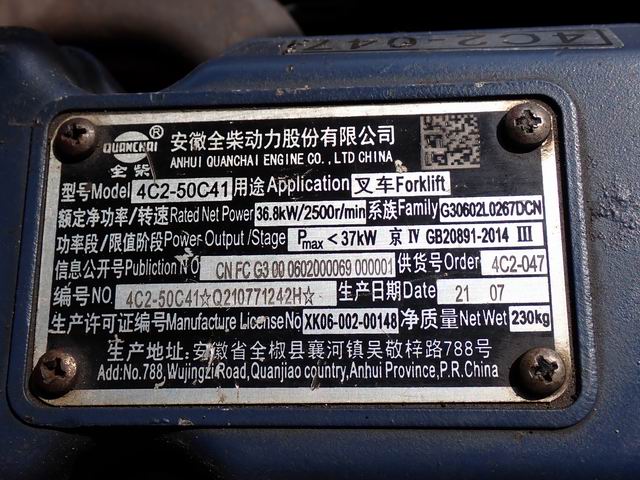 4C2-047
QUANCHAI ®
全柴
安徽全柴动力股份有限公司
ANHUI QUANCHAI ENGINE CO., LTD CHINA
型号Model 4C2-50C41 用途Application 叉车Forklift
额定净功率/转速Rated Net Power 36.8kW/2500r/min 系族Family G30602L0267DCN
功率段/限值阶段Power Output/Stage Pmax<37kW 京 Ⅳ GB20891-2014 Ⅲ
信息公开号Publiction NO CN FC G3 00 0602000069 000001 供货号Order 4C2-047
编号NO. 4C2-50C41☆Q210771242H☆ 生产日期Date 21 07
生产许可证编号Manufacture License No XK06-002-00148 净质量Net Wet 230kg
生产地址:安徽省全椒县襄河镇吴敬梓路788号
Add:No.788,Wujingzi Road,Quanjiao country,Anhui Province,P.R.China